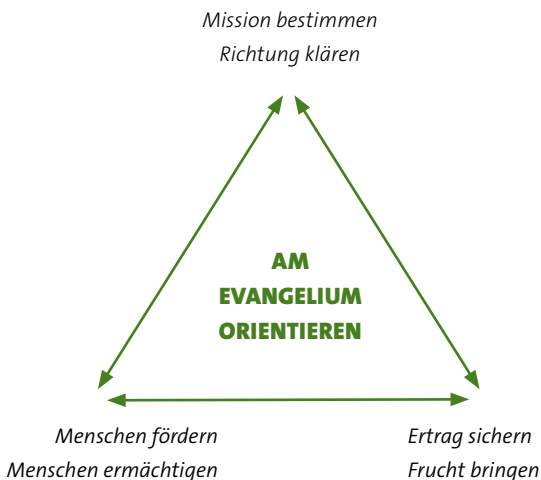 Mission bestimmen
Richtung klären
AM
EVANGELIUM
ORIENTIEREN
Menschen fördern
Menschen ermächtigen
Ertrag sichern
Frucht bringen